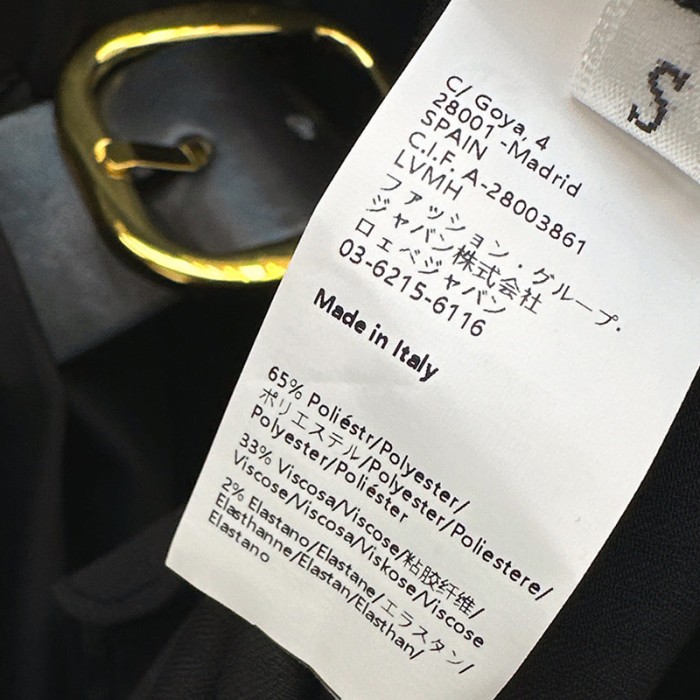 S
C/ Goya, 4
28001 -Madrid
SPAIN
C.I.F. A-28003861
LVMH
ファッション・グループ・
ジャパン株式会社
ロエベジャパン
03-6215-6116
Made in Italy
65% Poliéstr/Polyester/
ポリエステル/Polyester/Poliestere/
Polyester/Poliéster
33% Viscosa/Viscose/粘胶纤维/
Viscose/Viscosa/Viskose/Viscose
2% Elastano/Elastane/エラスタン/
Elasthanne/Elastan/Elasthan/
Elastano